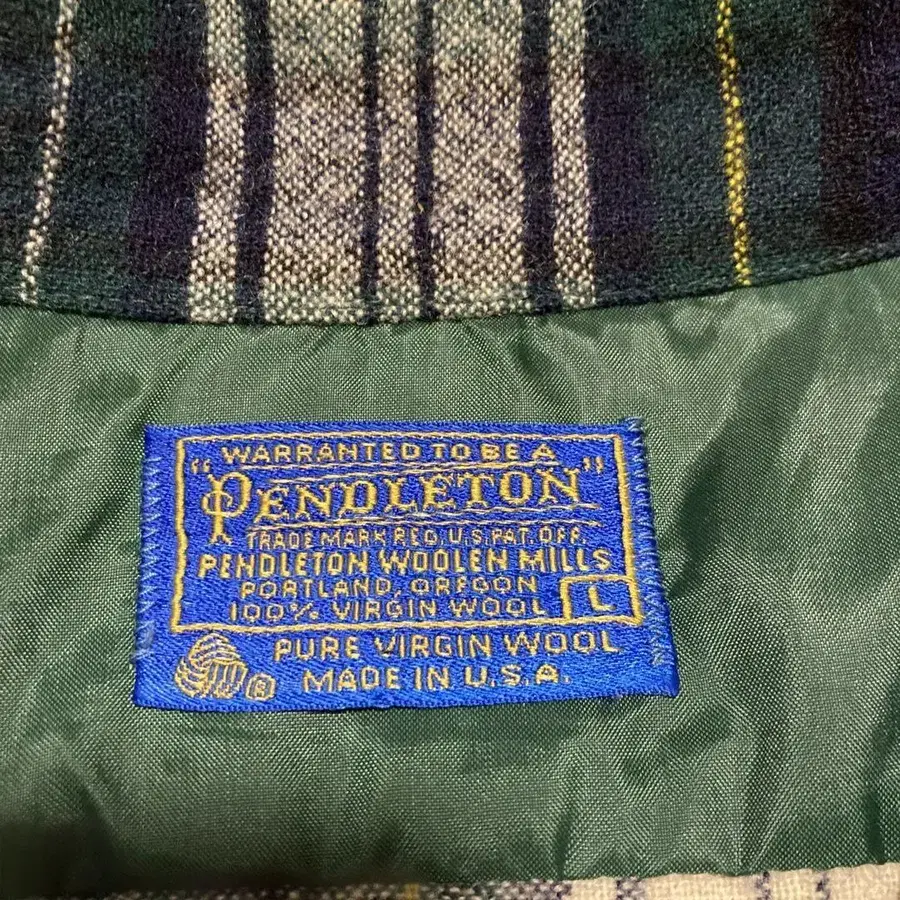 WARRANTED TO BE A
"PENDLETON"
TRADE MARK REG. U.S. PAT. OFF.
PENDLETON WOOLEN MILLS
PORTLAND, OREGON
100% VIRGIN WOOL L
PURE VIRGIN WOOL
® MADE IN U.S.A.